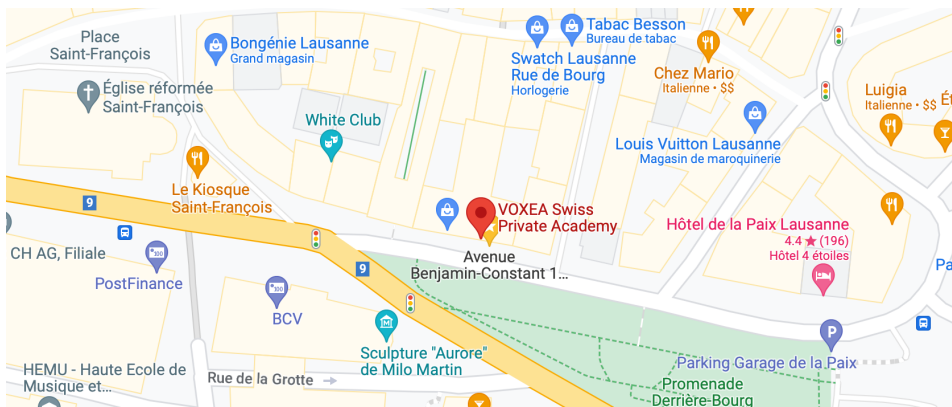 Place
Saint-François
Bongénie Lausanne
Grand magasin
Tabac Besson
Bureau de tabac
Swatch Lausanne
Rue de Bourg
Horlogerie
Chez Mario
Italienne • $$
Luigia
Italienne • $$
Ét
Église réformée
Saint-François
White Club
Louis Vuitton Lausanne
Magasin de maroquinerie
Le Kiosque
Saint-François
9
VOXEA Swiss
Private Academy
Hôtel de la Paix Lausanne
4.4 ★ (196)
Hôtel 4 étoiles
CH AG, Filiale
Avenue
Benjamin-Constant 1...
9
PostFinance
BCV
Pa
P
Sculpture "Aurore"
de Milo Martin
Parking Garage de la Paix
HEMU - Haute Ecole de
Musique et...
Rue de la Grotte
Promenade
Derrière-Bourg